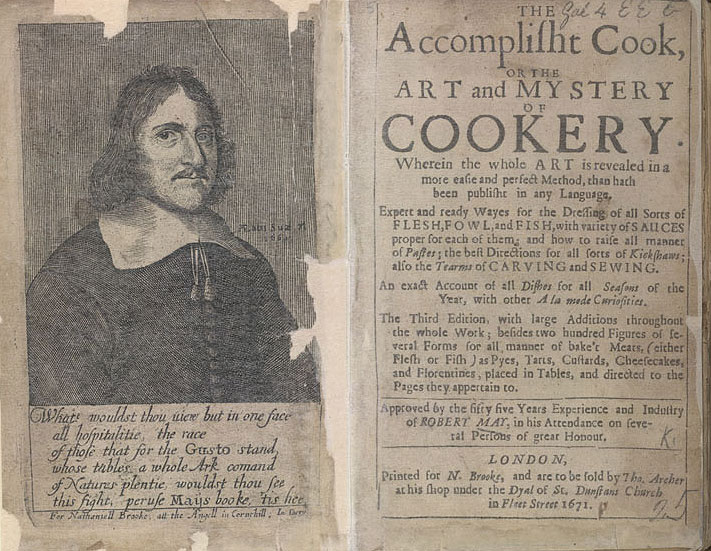 Ætatis Suæ 71
166
What! wouldst thou view but in one face
all hospitalitie, the race
of those that for the Gusto stand,
whose tables a whole Ark comand
of Natures plentie, wouldst thou see
this sight, peruse Mays booke, 'tis hee
For Nathaniell Brooke, att the Angell in Cornehill,
THE
Accomplisht Cook,
OR THE
ART and MYSTERY
OF
COOKERY.
Wherein the whole ART is revealed in a
more easie and perfect Method, than hath
been publisht in any Language.
Expert and ready Wayes for the Dressing of all Sorts of
FLESH, FOWL, and FISH, with variety of SAUCES
proper for each of them; and how to raise all manner
of Pastes; the best Directions for all sorts of Kickshaws;
also the Tearms of CARVING and SEWING.
An exact Account of all Dishes for all Seasons of the
Year, with other A la mode Curiosities.
The Third Edition, with large Additions throughout
the whole Work; besides two hundred Figures of se-
veral Forms for all manner of bake't Meats, (either
Flesh or Fish) as Pyes, Tarts, Custards, Cheesecakes,
and Florentines, placed in Tables, and directed to the
Pages they appertain to.
Approved by the fifty five Years Experience and Industry
of ROBERT MAY, in his Attendance on seve-
ral Persons of great Honour.
K.
LONDON,
Printed for N. Brooke, and are to be sold by Tho. Archer
at his shop under the Dyal of St. Dunstans Church
in Fleet Street 1671.